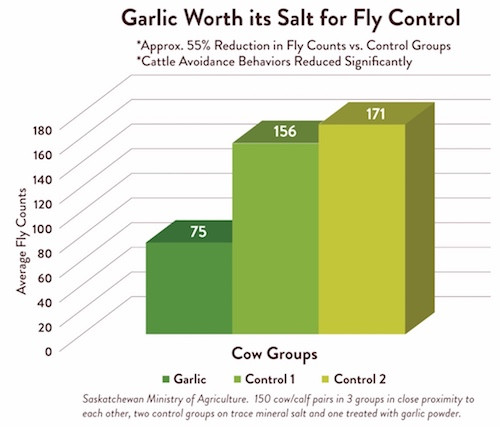 Garlic Worth its Salt for Fly Control
*Approx. 55% Reduction in Fly Counts vs. Control Groups
*Cattle Avoidance Behaviors Reduced Significantly
Average Fly Counts
180
160
140
120
100
80
60
40
20
0
75
156
171
Cow Groups
Garlic Control 1 Control 2
Saskatchewan Ministry of Agriculture. 150 cow/calf pairs in 3 groups in close proximity to
each other, two control groups on trace mineral salt and one treated with garlic powder.